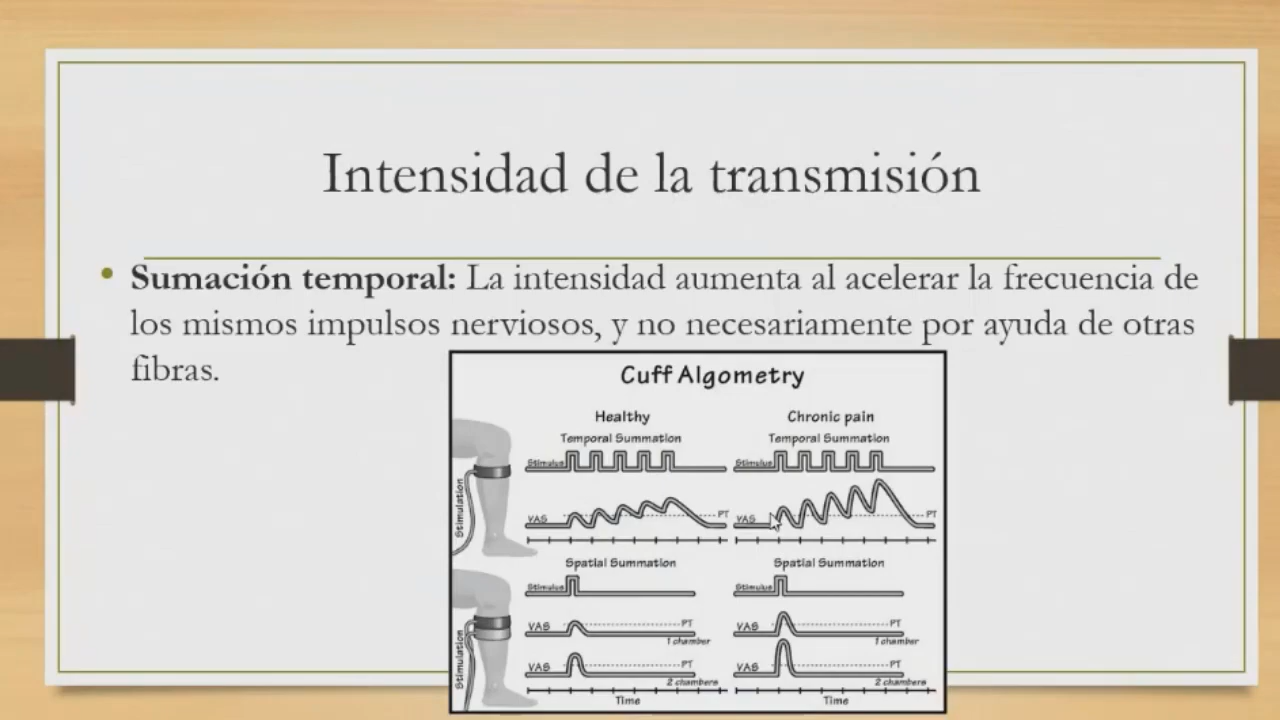 Intensidad de la transmisión
• Sumación temporal: La intensidad aumenta al acelerar la frecuencia de
los mismos impulsos nerviosos, y no necesariamente por ayuda de otras
fibras.
Cuff Algometry
Healthy
Chronic pain
Temporal Summation
Temporal Summation
Stimulus
Stimulus
Stimulation
VAS
PT
VAS
PT
Spatial Summation
Spatial Summation
Stimulus
Stimulus
Stimulation
VAS
PT
1 chamber
VAS
PT
1 chamber
VAS
PT
2 chambers
VAS
PT
2 chambers
Time
Time